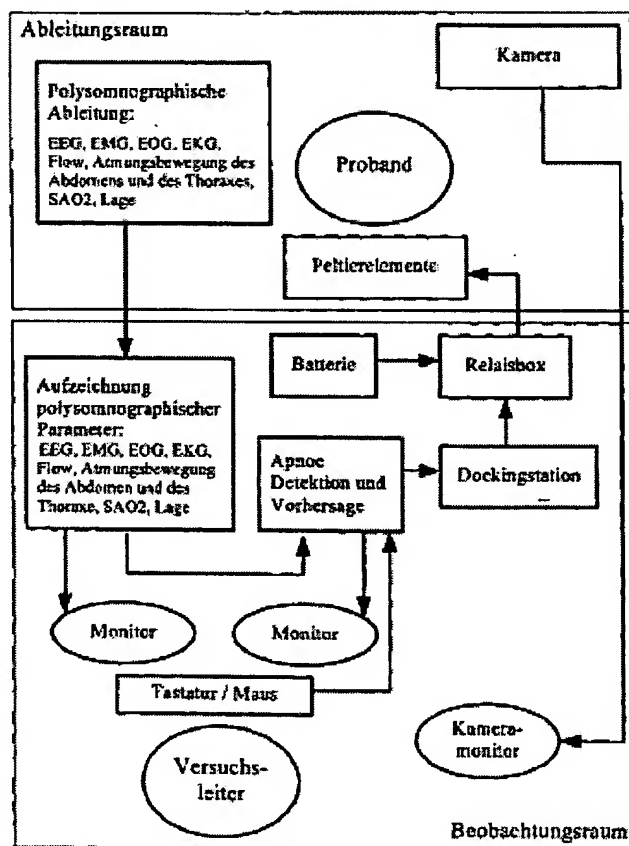 Ableitungsraum
Kamera
Polysomnographische
Ableitung:
EEG, EMG, EOG, EKG,
Flow, Atmungsbewegung des
Abdomens und des Thoraxes,
SAO2, Lage
Proband
Peltierelemente
Batterie
Relaisbox
Aufzeichnung
polysomnographischer
Parameter:
EEG, EMG, EOG, EKG,
Flow, Atmungsbewegung
des Abdomen und des
Thoraxe, SAO2, Lage
Apnoe
Detektion und
Vorhersage
Dockingstation
Monitor
Monitor
Tastatur / Maus
Kamera-
monitor
Versuchs-
leiter
Beobachtungsraum